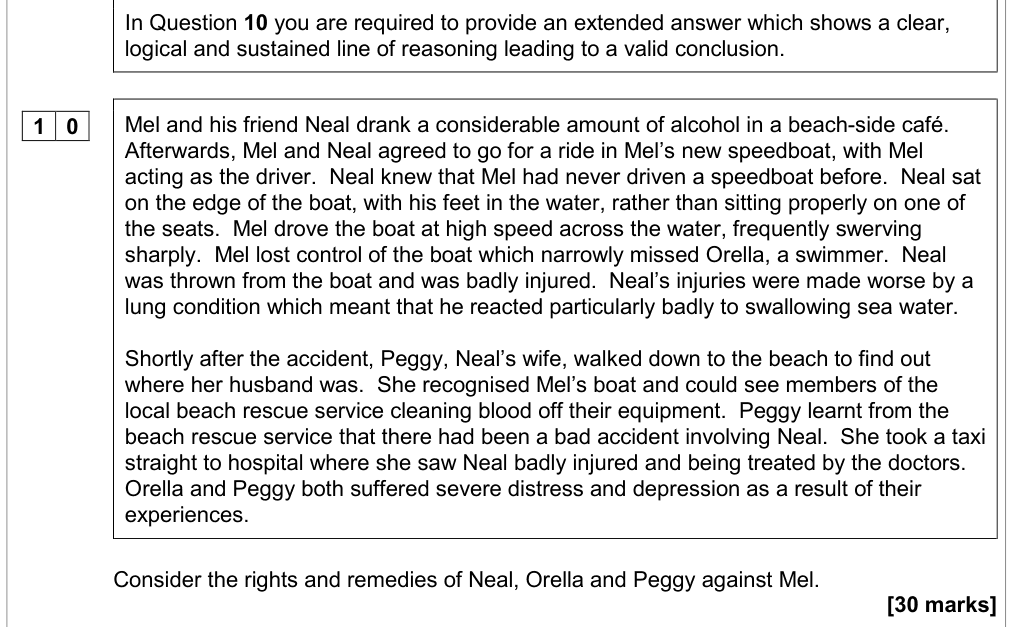 In Question 10 you are required to provide an extended answer which shows a clear,
logical and sustained line of reasoning leading to a valid conclusion.
1 0
Mel and his friend Neal drank a considerable amount of alcohol in a beach-side café.
Afterwards, Mel and Neal agreed to go for a ride in Mel's new speedboat, with Mel
acting as the driver. Neal knew that Mel had never driven a speedboat before. Neal sat
on the edge of the boat, with his feet in the water, rather than sitting properly on one of
the seats. Mel drove the boat at high speed across the water, frequently swerving
sharply. Mel lost control of the boat which narrowly missed Orella, a swimmer. Neal
was thrown from the boat and was badly injured. Neal's injuries were made worse by a
lung condition which meant that he reacted particularly badly to swallowing sea water.
Shortly after the accident, Peggy, Neal's wife, walked down to the beach to find out
where her husband was. She recognised Mel's boat and could see members of the
local beach rescue service cleaning blood off their equipment. Peggy learnt from the
beach rescue service that there had been a bad accident involving Neal. She took a taxi
straight to hospital where she saw Neal badly injured and being treated by the doctors.
Orella and Peggy both suffered severe distress and depression as a result of their
experiences.
Consider the rights and remedies of Neal, Orella and Peggy against Mel.
[30 marks]